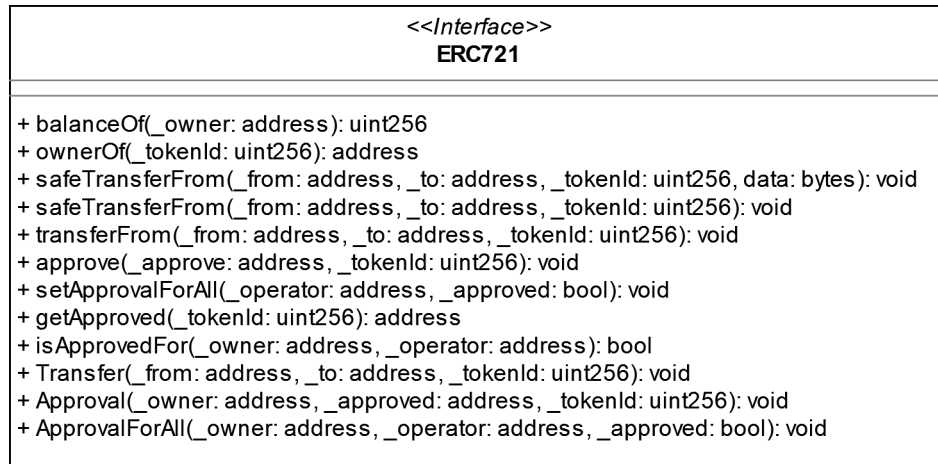 <<Interface>>
ERC721
+ balanceOf(_owner: address): uint256
+ ownerOf(_tokenId: uint256): address
+ safeTransferFrom(_from: address, _to: address, _tokenId: uint256, data: bytes): void
+ safeTransferFrom(_from: address, _to: address, _tokenId: uint256): void
+ transferFrom(_from: address, _to: address, _tokenId: uint256): void
+ approve(_approve: address, _tokenId: uint256): void
+ setApprovalForAll(_operator: address, _approved: bool): void
+ getApproved(_tokenId: uint256): address
+ isApprovedFor(_owner: address, _operator: address): bool
+ Transfer(_from: address, _to: address, _tokenId: uint256): void
+ Approval(_owner: address, _approved: address, _tokenId: uint256): void
+ ApprovalForAll(_owner: address, _operator: address, _approved: bool): void